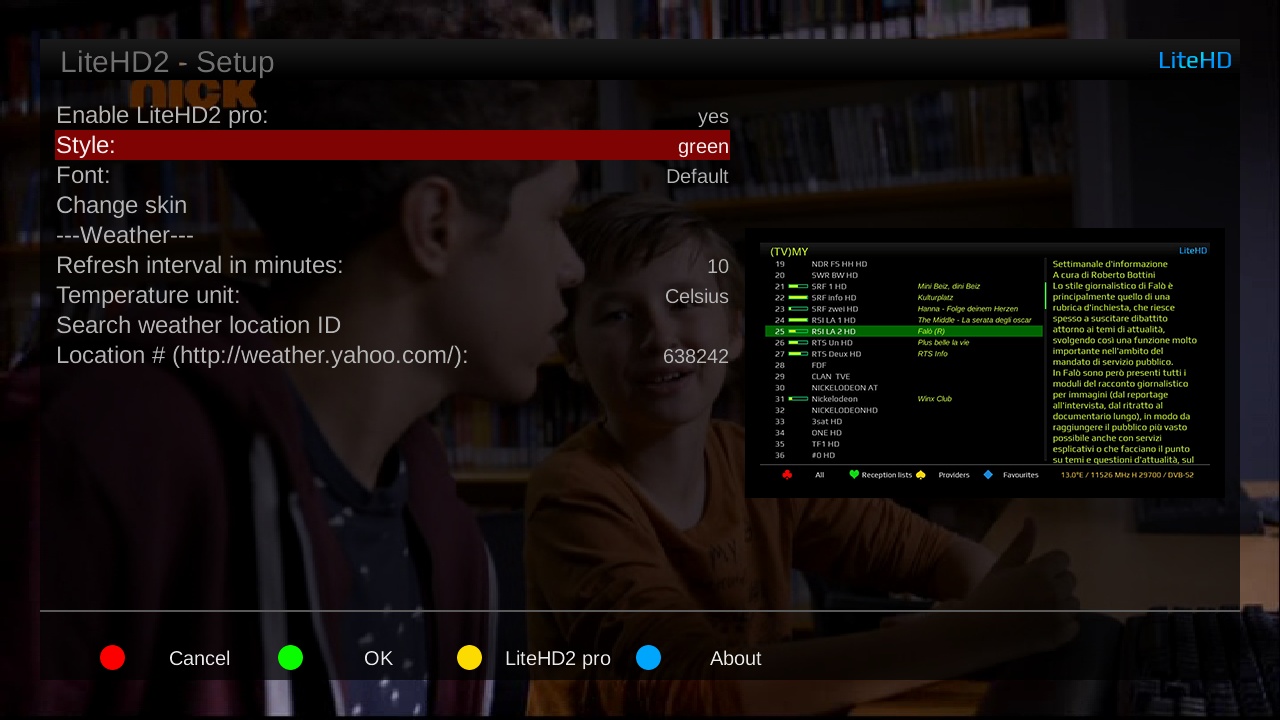 LiteHD2 - Setup
LiteHD
nick
Enable LiteHD2 pro: yes
Style: green
Font: Default
Change skin
---Weather---
Refresh interval in minutes: 10
Temperature unit: Celsius
Search weather location ID
Location # (http://weather.yahoo.com/): 638242
(TV)MY LiteHD
19 NDR FS HH HD
20 SWR BW HD
21 SRF 1 HD Mini Beiz, dini Beiz
22 SRF info HD Kulturplatz
23 SRF zwei HD Hanna - Folge deinem Herzen
24 RSI LA 1 HD The Middle - La serata degli oscar
25 RSI LA 2 HD Falò (R)
26 RTS Un HD Plus belle la vie
27 RTS Deux HD RTS Info
28 FDF
29 CLAN TVE
30 NICKELODEON AT
31 Nickelodeon Winx Club
32 NICKELODEONHD
33 3sat HD
34 ONE HD
35 TF1 HD
36 #0 HD
Settimanale d'informazione
A cura di Roberto Bottini
Lo stile giornalistico di Falò è
principalmente quello di una
rubrica d'inchiesta, che riesce
spesso a suscitare dibattito
attorno ai temi di attualità,
svolgendo così una funzione molto
importante nell'ambito del
mandato di servizio pubblico.
In Falò sono però presenti tutti i
moduli del racconto giornalistico
per immagini (dal reportage
all'intervista, dal ritratto al
documentario lungo), in modo da
raggiungere il pubblico più vasto
possibile anche con servizi
esplicativi o che facciano il punto
su temi e questioni d'attualità, sul
All Reception lists Providers Favourites 13.0°E / 11526 MHz H 29700 / DVB-S2
Cancel OK LiteHD2 pro About